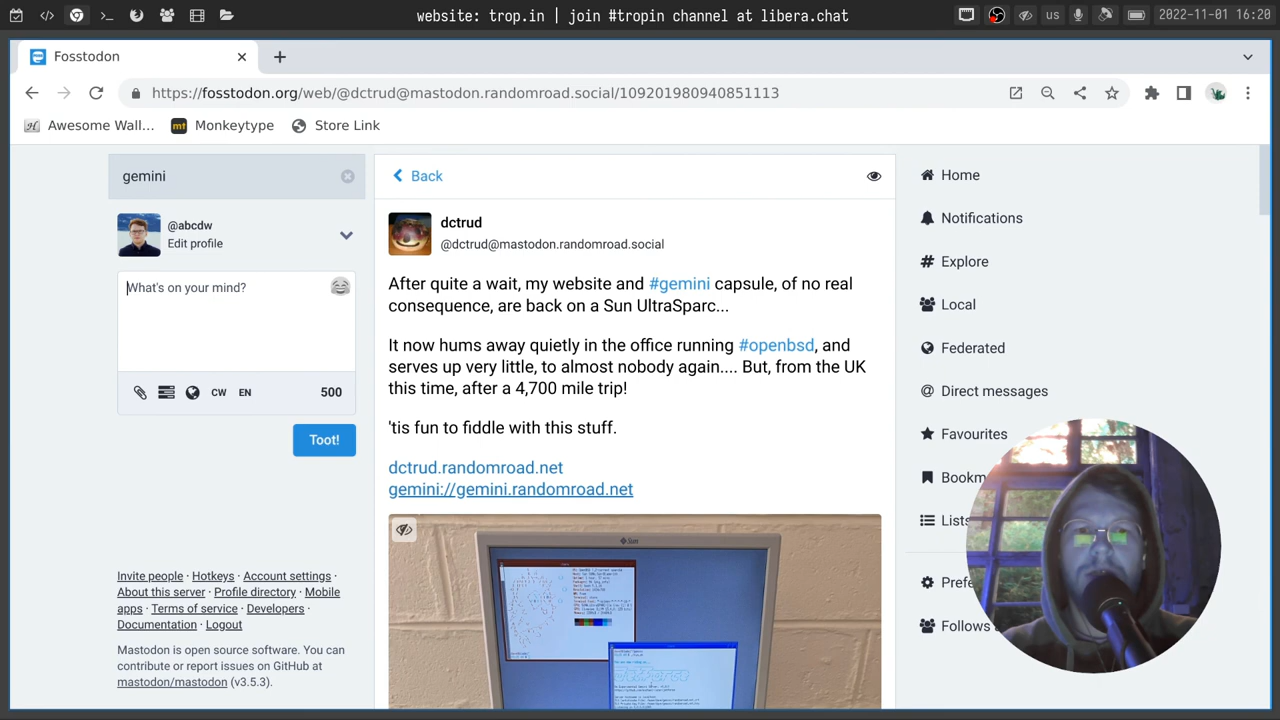 website: trop.in | join #tropin channel at libera.chat
us
2022-11-01 16:20
Fosstodon
https://fosstodon.org/web/@dctrud@mastodon.randomroad.social/109201980940851113
Awesome Wall...
Monkeytype
Store Link
gemini
@abcdw
Edit profile
What's on your mind?
CW
EN
500
Toot!
Invite people · Hotkeys · Account settings ·
About this server · Profile directory · Mobile
apps · Terms of service · Developers ·
Documentation · Logout
Mastodon is open source software. You can
contribute or report issues on GitHub at
mastodon/mastodon (v3.5.3).
Back
dctrud
@dctrud@mastodon.randomroad.social
After quite a wait, my website and #gemini capsule, of no real
consequence, are back on a Sun UltraSparc...
It now hums away quietly in the office running #openbsd, and
serves up very little, to almost nobody again.... But, from the UK
this time, after a 4,700 mile trip!
'tis fun to fiddle with this stuff.
dctrud.randomroad.net
gemini://gemini.randomroad.net
Sun
Home
Notifications
Explore
Local
Federated
Direct messages
Favourites
Bookm
Lists
Prefe
Follows